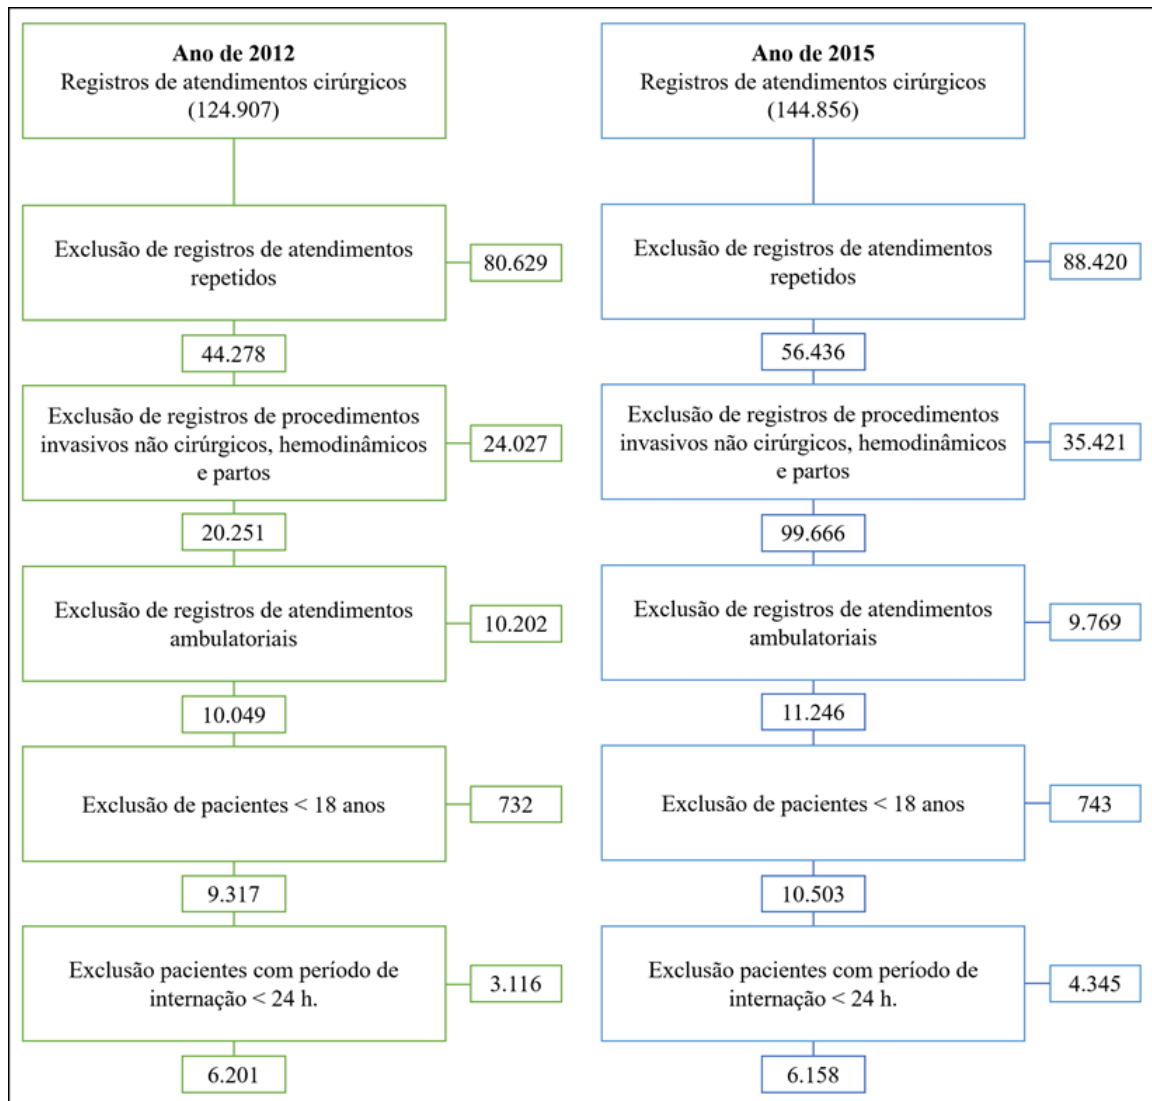 Ano de 2012
Registros de atendimentos cirúrgicos
(124.907)
Exclusão de registros de atendimentos
repetidos
80.629
44.278
Exclusão de registros de procedimentos
invasivos não cirúrgicos, hemodinâmicos
e partos
24.027
20.251
Exclusão de registros de atendimentos
ambulatoriais
10.202
10.049
Exclusão de pacientes < 18 anos
732
9.317
Exclusão pacientes com período de
internação < 24 h.
3.116
6.201
Ano de 2015
Registros de atendimentos cirúrgicos
(144.856)
Exclusão de registros de atendimentos
repetidos
88.420
56.436
Exclusão de registros de procedimentos
invasivos não cirúrgicos, hemodinâmicos
e partos
35.421
99.666
Exclusão de registros de atendimentos
ambulatoriais
9.769
11.246
Exclusão de pacientes < 18 anos
743
10.503
Exclusão pacientes com período de
internação < 24 h.
4.345
6.158